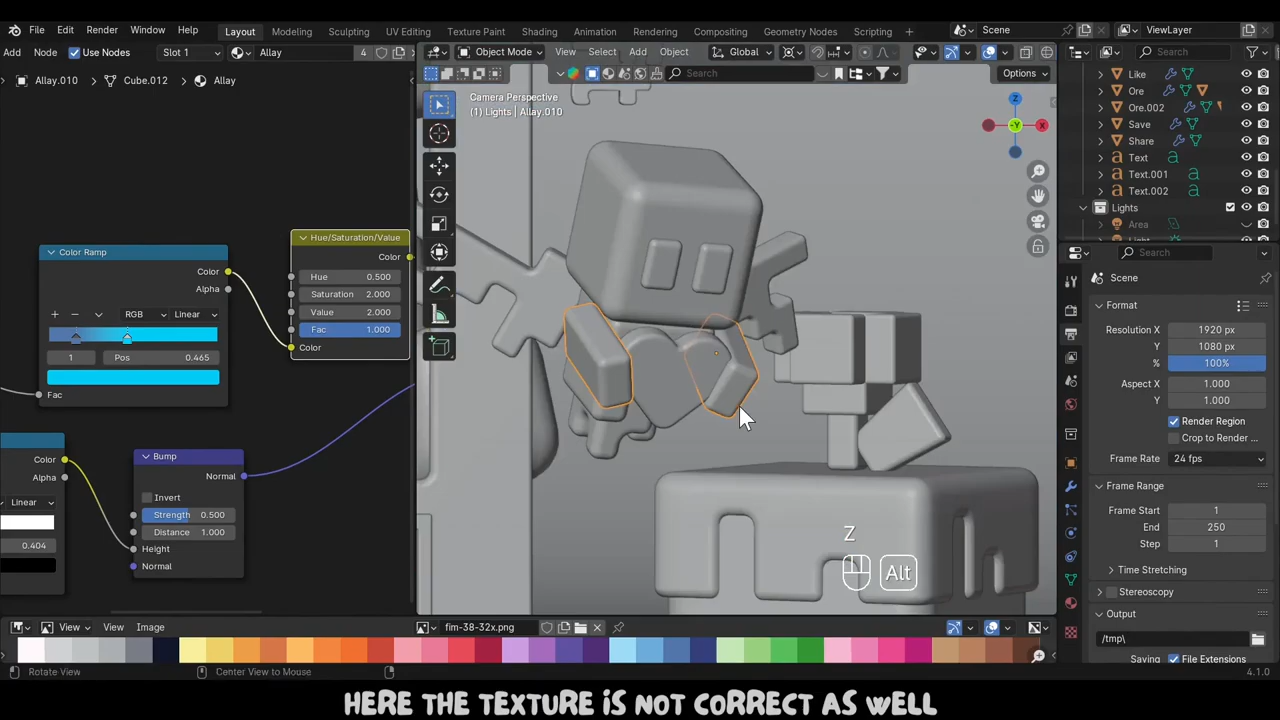 File Edit Render Window Help Layout Modeling Sculpting UV Editing Texture Paint Shading Animation Rendering Compositing Geometry Nodes Scripting Scene ViewLayer
Add Node Use Nodes Slot 1 Allay 4 Object Mode View Select Add Object Global Search
Allay.010 Cube.012 Allay Search Options
Camera Perspective
(1) Lights | Allay.010
Z
-Y
X
Like
Ore
Ore.002
Save
Share
Text
Text.001
Text.002
Lights
Area
Search
Scene
Format
Resolution X 1920 px
Y 1080 px
% 100%
Aspect X 1.000
Y 1.000
Render Region
Crop to Render ...
Frame Rate 24 fps
Frame Range
Frame Start 1
End 250
Step 1
Time Stretching
Stereoscopy
Output
/tmp\
Saving File Extensions
Color Ramp
Color
Alpha
RGB Linear
1 Pos 0.465
Fac
Hue/Saturation/Value
Color
Hue 0.500
Saturation 2.000
Value 2.000
Fac 1.000
Color
Color
Alpha
Linear
0.404
Bump
Normal
Invert
Strength 0.500
Distance 1.000
Height
Normal
Z
Alt
View View Image fim-38-32x.png
Rotate View Center View to Mouse 4.1.0
HERE THE TEXTURE IS NOT CORRECT AS WELL